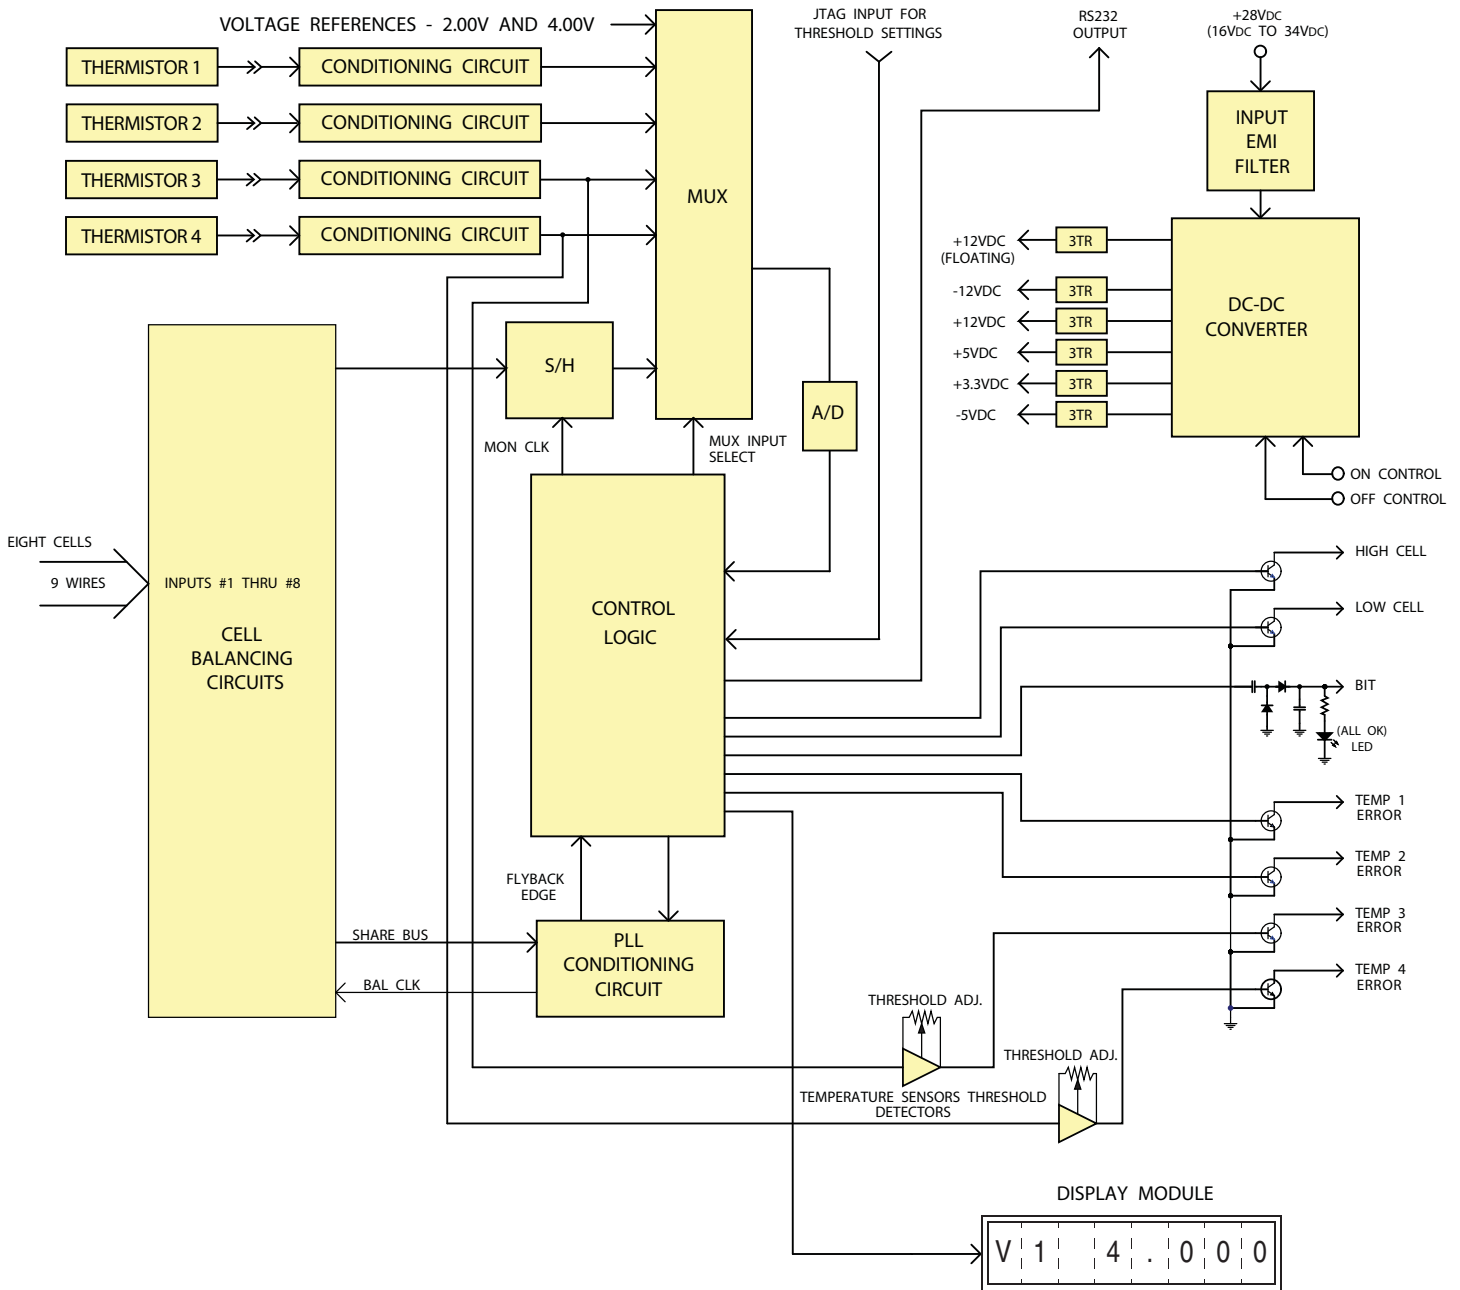 VOLTAGE REFERENCES - 2.00V AND 4.00V
JTAG INPUT FOR
THRESHOLD SETTINGS
RS232
OUTPUT
+28VDC
(16VDC TO 34VDC)
THERMISTOR 1
CONDITIONING CIRCUIT
THERMISTOR 2
CONDITIONING CIRCUIT
THERMISTOR 3
CONDITIONING CIRCUIT
THERMISTOR 4
CONDITIONING CIRCUIT
MUX
INPUT
EMI
FILTER
+12VDC
(FLOATING)
3TR
-12VDC
3TR
+12VDC
3TR
+5VDC
3TR
+3.3VDC
3TR
-5VDC
3TR
DC-DC
CONVERTER
S/H
A/D
MON CLK
MUX INPUT
SELECT
ON CONTROL
OFF CONTROL
EIGHT CELLS
9 WIRES
INPUTS #1 THRU #8
CELL
BALANCING
CIRCUITS
CONTROL
LOGIC
HIGH CELL
LOW CELL
BIT
(ALL OK)
LED
TEMP 1
ERROR
TEMP 2
ERROR
TEMP 3
ERROR
TEMP 4
ERROR
FLYBACK
EDGE
SHARE BUS
BAL CLK
PLL
CONDITIONING
CIRCUIT
THRESHOLD ADJ.
THRESHOLD ADJ.
TEMPERATURE SENSORS THRESHOLD
DETECTORS
DISPLAY MODULE
V 1 4 . 0 0 0